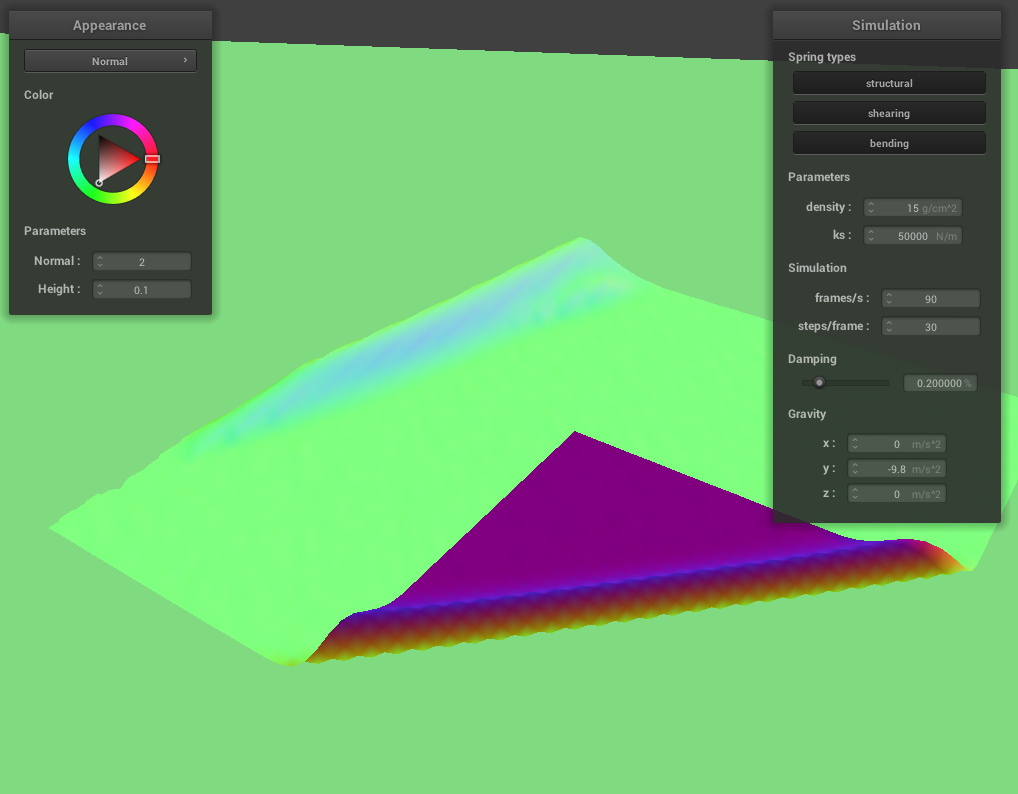 Appearance
Normal
Color
Parameters
Normal : 2
Height : 0.1
Simulation
Spring types
structural
shearing
bending
Parameters
density : 15 g/cm^2
ks : 50000 N/m
Simulation
frames/s : 90
steps/frame : 30
Damping
0.200000 %
Gravity
x : 0 m/s^2
y : -9.8 m/s^2
z : 0 m/s^2